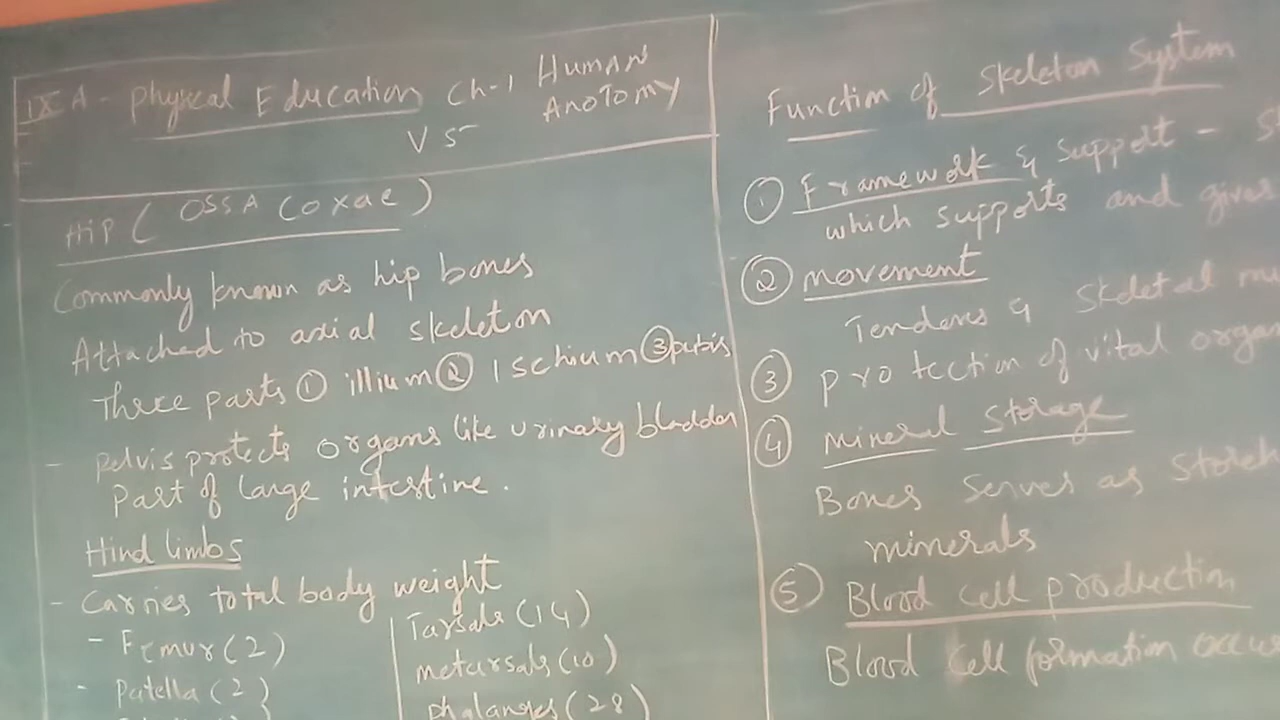 IX A - Physical Education Ch-1 Human Anotomy
V S
Hip ( OSSA Coxae )
Commonly known as hip bones
Attached to axial skeleton
Three parts ① illium ② Ischium ③ pubis
- pelvis protects organs like urinary bladder
part of large intestine.
Hind limbs
- Carries total body weight
- Femur (2)
- Patella (2)
Tarsals (14)
metarsals (10)
phalanges (28)
Function of Skeleton System
① Framework & Support -
which supports and gives
② movement
Tendons & Skeletal
③ protection of vital
④ mineral Storage
Bones Serves as
minerals
⑤ Blood cell production
Blood Cell formation